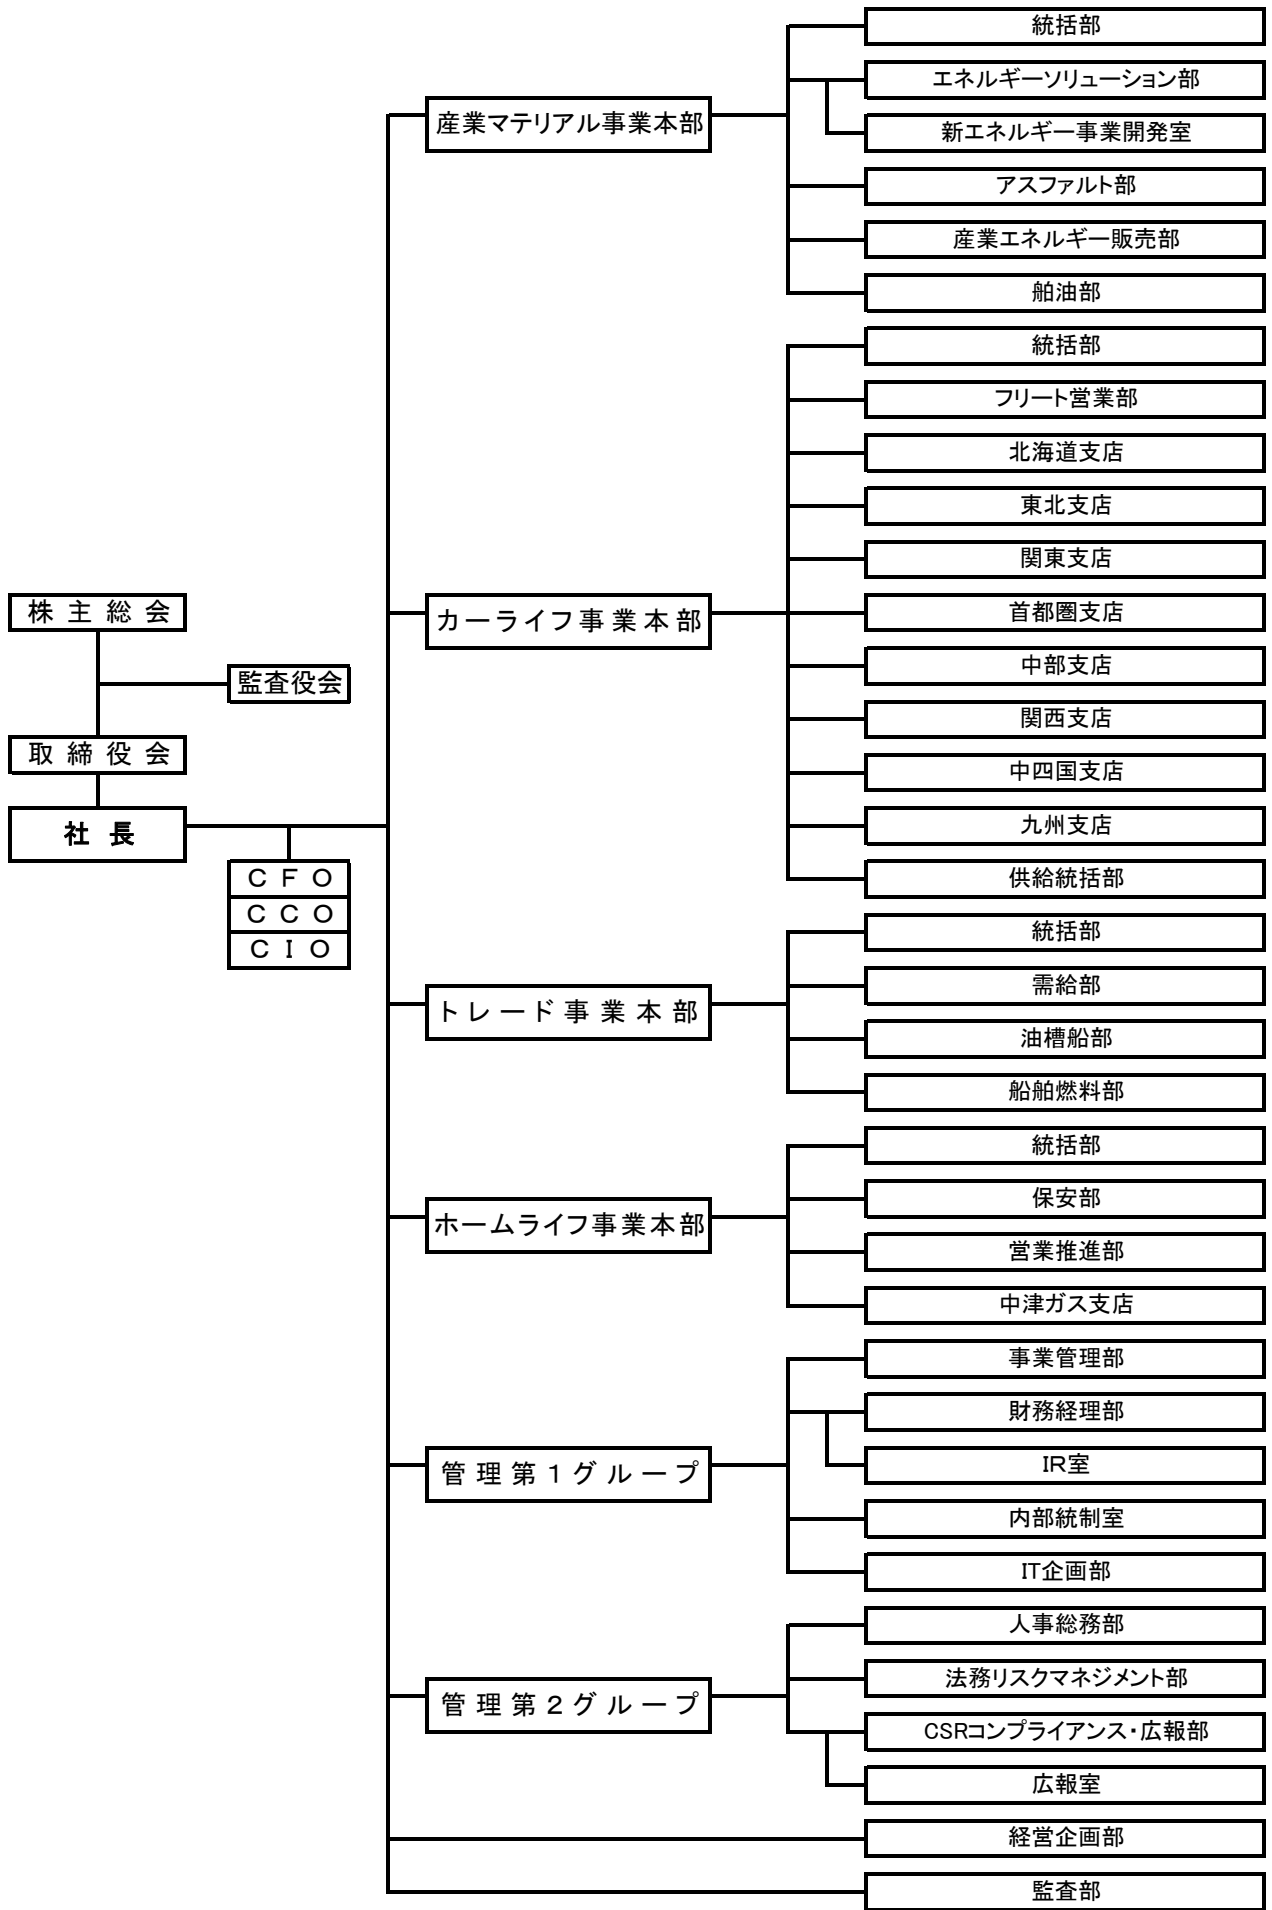 株主総会
監査役会
取締役会
社長
CFO
CCO
CIO
産業マテリアル事業本部
統括部
エネルギーソリューション部
新エネルギー事業開発室
アスファルト部
産業エネルギー販売部
舶油部
カーライフ事業本部
統括部
フリート営業部
北海道支店
東北支店
関東支店
首都圏支店
中部支店
関西支店
中四国支店
九州支店
供給統括部
トレード事業本部
統括部
需給部
油槽船部
船舶燃料部
ホームライフ事業本部
統括部
保安部
営業推進部
中津ガス支店
管理第1グループ
事業管理部
財務経理部
IR室
内部統制室
IT企画部
管理第2グループ
人事総務部
法務リスクマネジメント部
CSRコンプライアンス・広報部
広報室
経営企画部
監査部